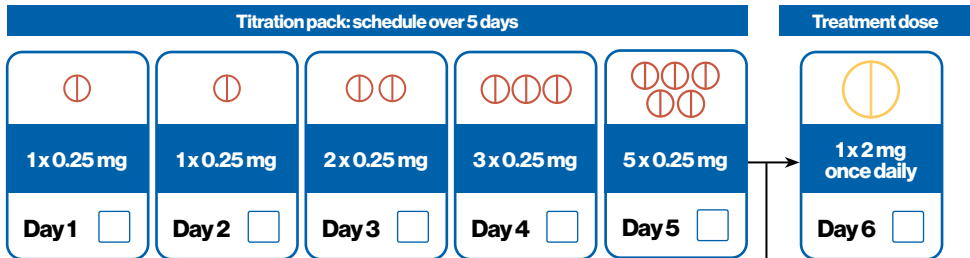 Titration pack: schedule over 5 days
Treatment dose
1 x 0.25 mg
1 x 0.25 mg
2 x 0.25 mg
3 x 0.25 mg
5 x 0.25 mg
1 x 2 mg
once daily
Day 1
Day 2
Day 3
Day 4
Day 5
Day 6